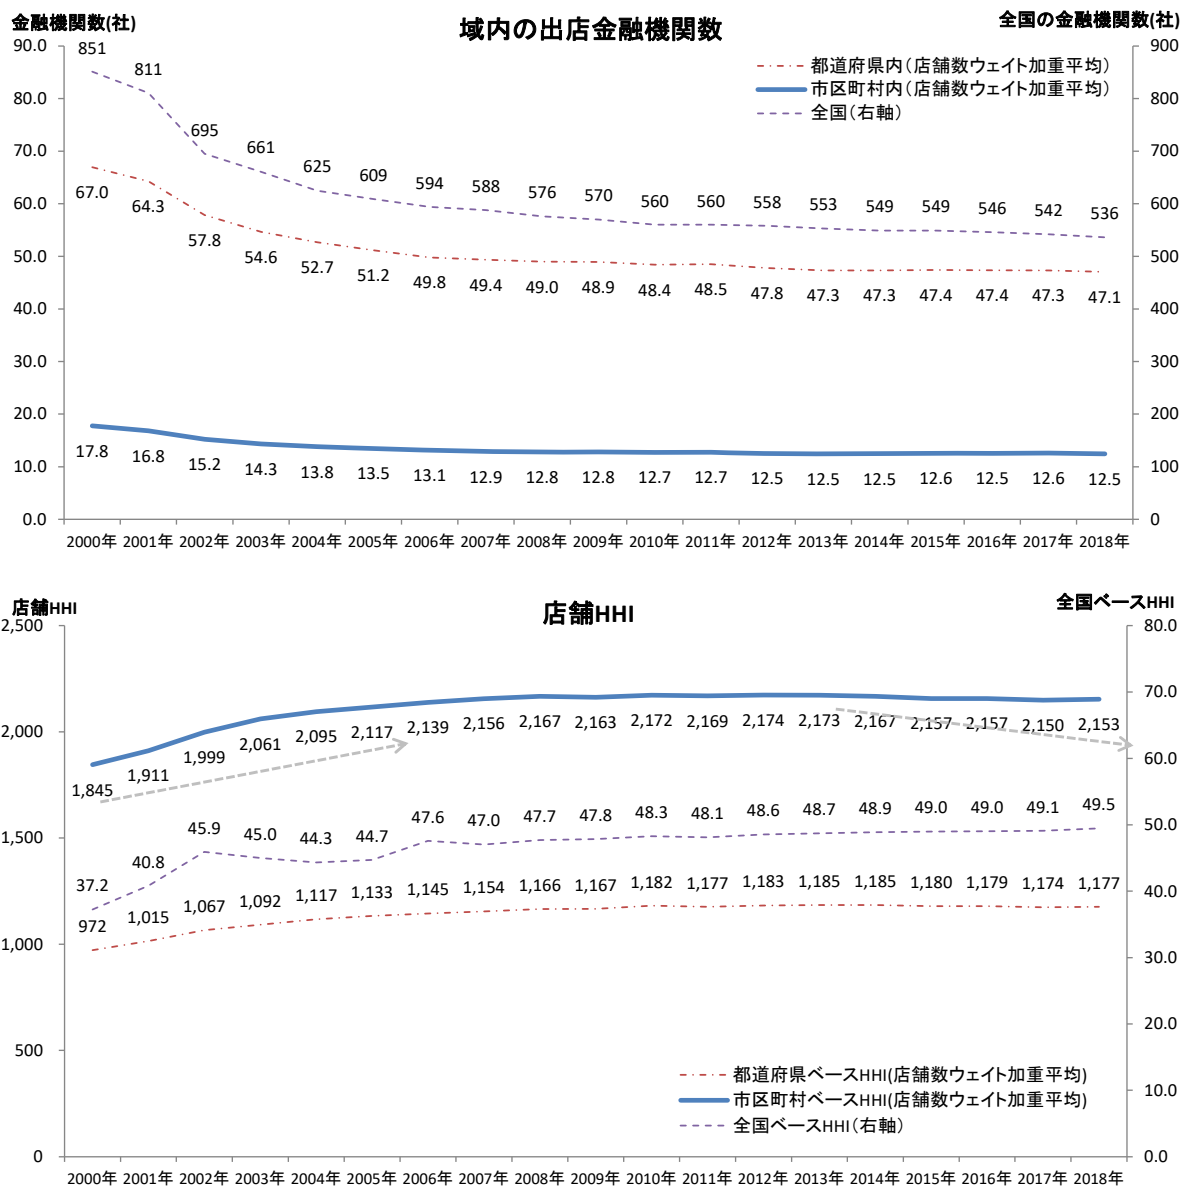 金融機関数(社)
域内の出店金融機関数
全国の金融機関数(社)
90.0
80.0
70.0
60.0
50.0
40.0
30.0
20.0
10.0
0.0
900
800
700
600
500
400
300
200
100
0
都道府県内（店舗数ウェイト加重平均）
市区町村内（店舗数ウェイト加重平均）
全国（右軸）
851 811 695 661 625 609 594 588 576 570 560 560 558 553 549 549 546 542 536
67.0 64.3 57.8 54.6 52.7 51.2 49.8 49.4 49.0 48.9 48.4 48.5 47.8 47.3 47.3 47.4 47.4 47.3 47.1
17.8 16.8 15.2 14.3 13.8 13.5 13.1 12.9 12.8 12.8 12.7 12.7 12.5 12.5 12.5 12.6 12.5 12.6 12.5
2000年 2001年 2002年 2003年 2004年 2005年 2006年 2007年 2008年 2009年 2010年 2011年 2012年 2013年 2014年 2015年 2016年 2017年 2018年
店舗HHI
店舗HHI
全国ベースHHI
2,500
2,000
1,500
1,000
500
0
80.0
70.0
60.0
50.0
40.0
30.0
20.0
10.0
0.0
1,845 1,911 1,999 2,061 2,095 2,117 2,139 2,156 2,167 2,163 2,172 2,169 2,174 2,173 2,167 2,157 2,157 2,150 2,153
37.2 40.8 45.9 45.0 44.3 44.7 47.6 47.0 47.7 47.8 48.3 48.1 48.6 48.7 48.9 49.0 49.0 49.1 49.5
972 1,015 1,067 1,092 1,117 1,133 1,145 1,154 1,166 1,167 1,182 1,177 1,183 1,185 1,185 1,180 1,179 1,174 1,177
都道府県ベースHHI(店舗数ウェイト加重平均)
市区町村ベースHHI(店舗数ウェイト加重平均)
全国ベースHHI（右軸）
2000年 2001年 2002年 2003年 2004年 2005年 2006年 2007年 2008年 2009年 2010年 2011年 2012年 2013年 2014年 2015年 2016年 2017年 2018年